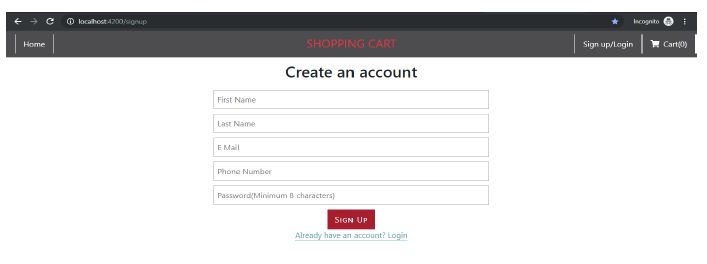 localhost:4200/signup
Incognito
Home
SHOPPING CART
Sign up/Login
Cart(0)
Create an account
First Name
Last Name
E Mail
Phone Number
Password(Minimum 8 characters)
SIGN UP
Already have an account? Login